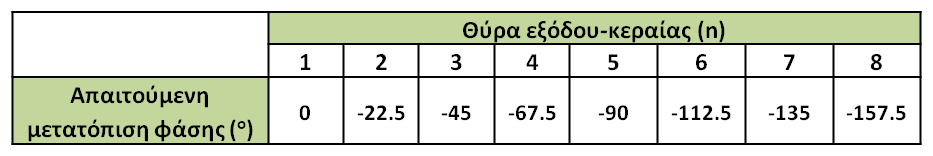 Θύρα εξόδου-κεραίας (n)
1 2 3 4 5 6 7 8
Απαιτούμενη
μετατόπιση φάσης (°) 0 -22.5 -45 -67.5 -90 -112.5 -135 -157.5